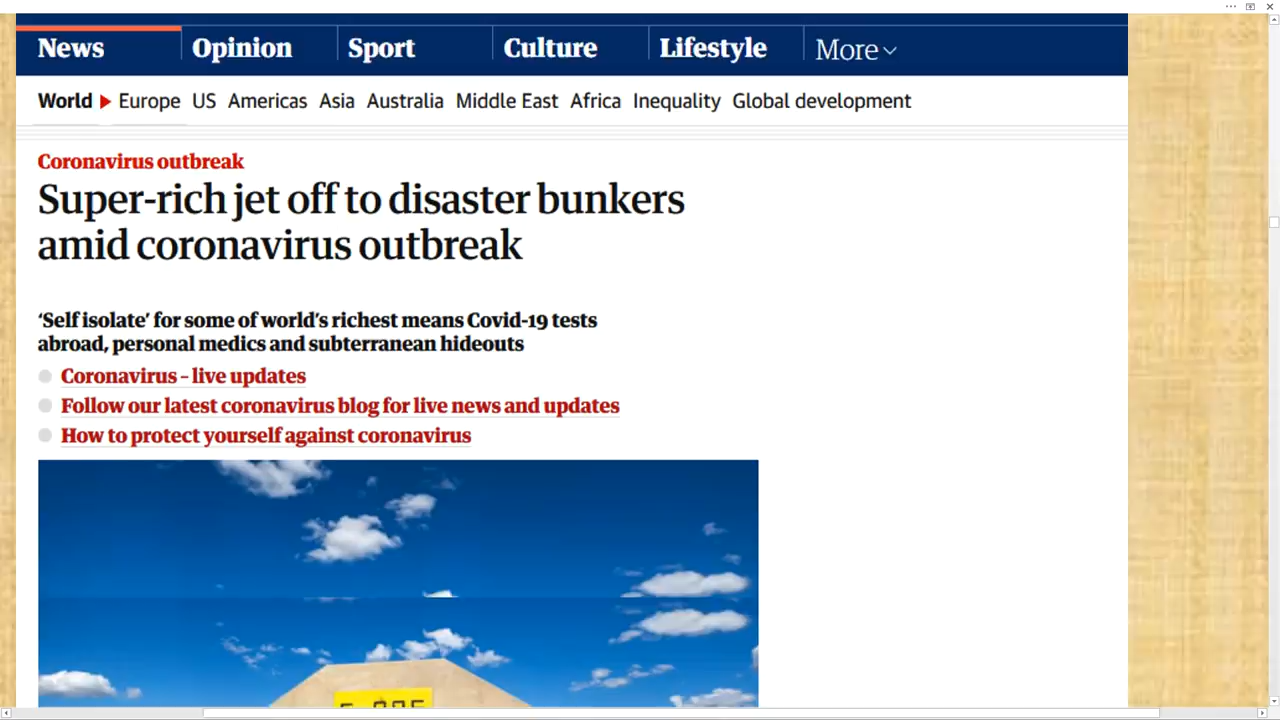 News Opinion Sport Culture Lifestyle More
World Europe US Americas Asia Australia Middle East Africa Inequality Global development
Coronavirus outbreak
Super-rich jet off to disaster bunkers
amid coronavirus outbreak
‘Self isolate’ for some of world’s richest means Covid-19 tests
abroad, personal medics and subterranean hideouts
Coronavirus – live updates
Follow our latest coronavirus blog for live news and updates
How to protect yourself against coronavirus